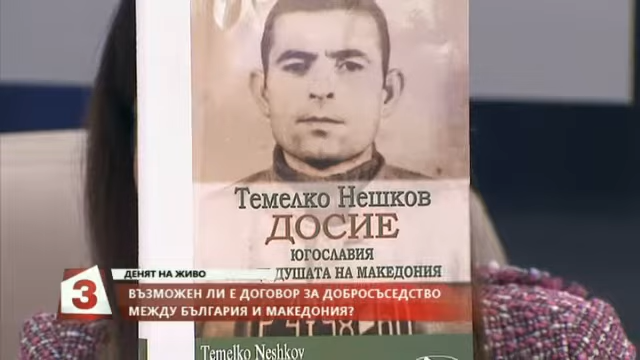 Темелко Нешков
ДОСИЕ
ЮГОСЛАВИЯ
ДУШАТА НА МАКЕДОНИЯ
3
ДЕНЯТ НА ЖИВО
ВЪЗМОЖЕН ЛИ Е ДОГОВОР ЗА ДОБРОСЪСЕДСТВО
МЕЖДУ БЪЛГАРИЯ И МАКЕДОНИЯ?
Temelko Neshkov